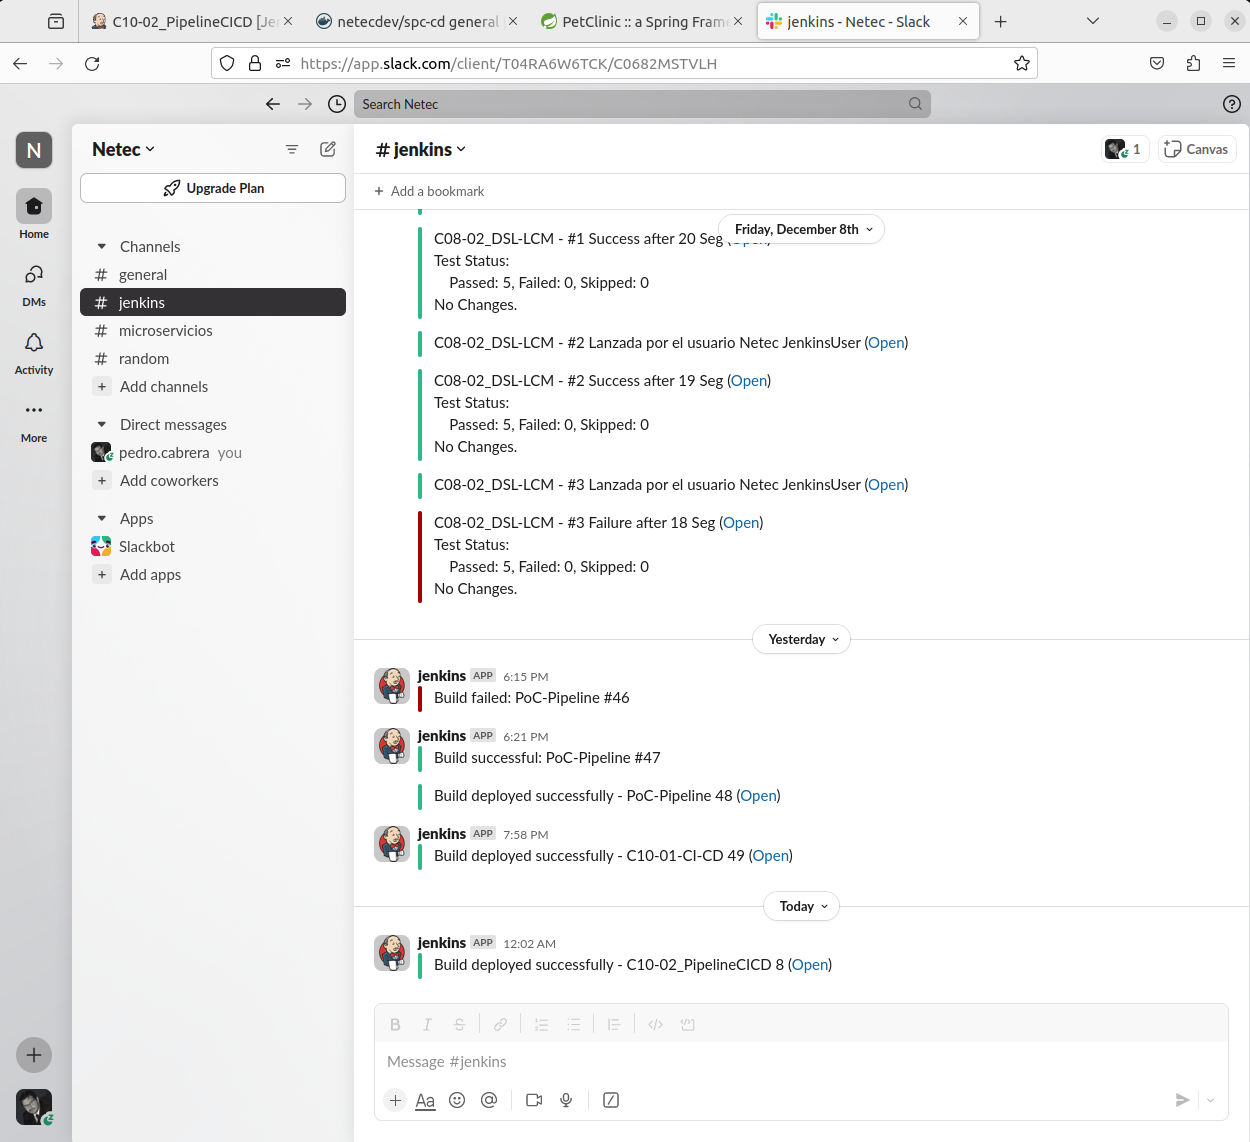 C10-02_PipelineCICD [Je
netecdev/spc-cd general
PetClinic :: a Spring Fram
jenkins - Netec - Slack
https://app.slack.com/client/T04RA6W6TCK/C0682MSTVLH
Search Netec
N
Home
DMs
Activity
More
Netec
Upgrade Plan
Channels
# general
# jenkins
# microservicios
# random
+ Add channels
Direct messages
pedro.cabrera you
+ Add coworkers
Apps
Slackbot
+ Add apps
# jenkins
1
Canvas
+ Add a bookmark
Friday, December 8th
C08-02_DSL-LCM - #1 Success after 20 Seg
Test Status:
Passed: 5, Failed: 0, Skipped: 0
No Changes.
C08-02_DSL-LCM - #2 Lanzada por el usuario Netec JenkinsUser (Open)
C08-02_DSL-LCM - #2 Success after 19 Seg (Open)
Test Status:
Passed: 5, Failed: 0, Skipped: 0
No Changes.
C08-02_DSL-LCM - #3 Lanzada por el usuario Netec JenkinsUser (Open)
C08-02_DSL-LCM - #3 Failure after 18 Seg (Open)
Test Status:
Passed: 5, Failed: 0, Skipped: 0
No Changes.
Yesterday
jenkins APP 6:15 PM
Build failed: PoC-Pipeline #46
jenkins APP 6:21 PM
Build successful: PoC-Pipeline #47
Build deployed successfully - PoC-Pipeline 48 (Open)
jenkins APP 7:58 PM
Build deployed successfully - C10-01-CI-CD 49 (Open)
Today
jenkins APP 12:02 AM
Build deployed successfully - C10-02_PipelineCICD 8 (Open)
B I S
Message #jenkins
+ Aa @